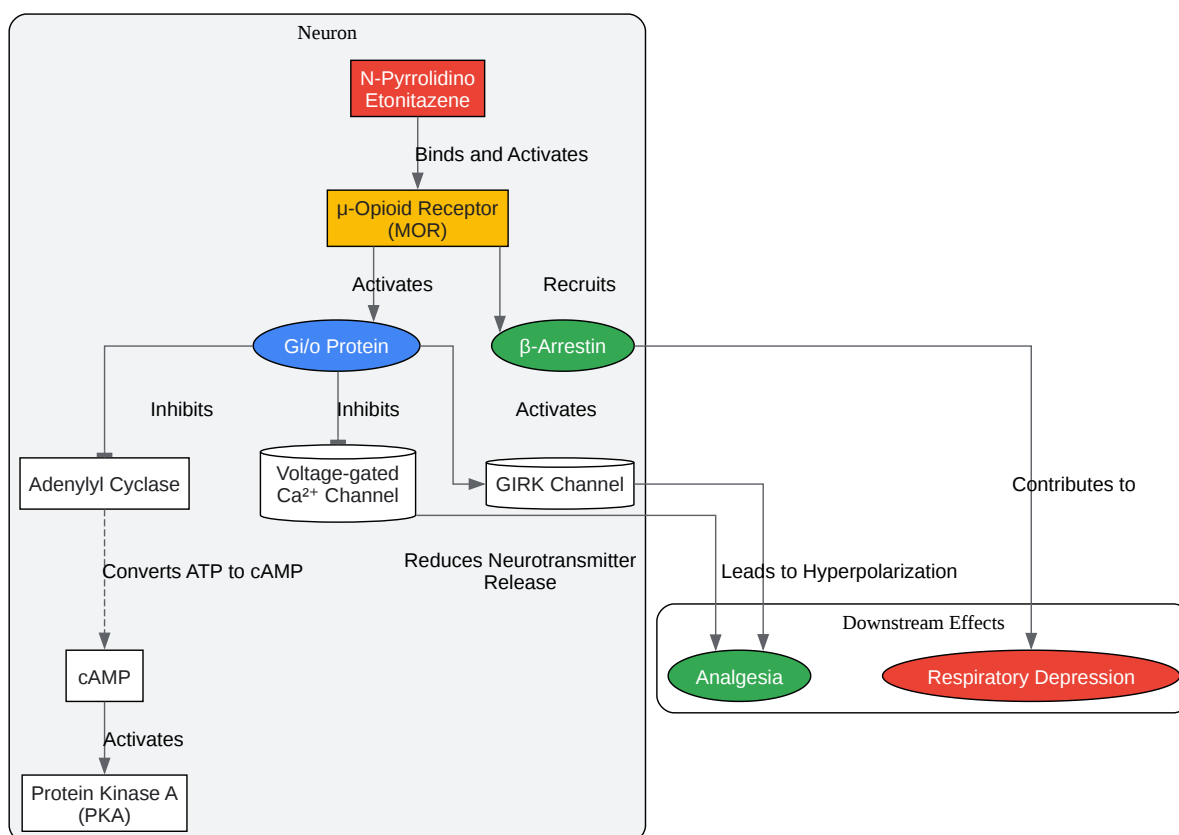 Neuron
N-Pyrrolidino
Etonitazene
Binds and Activates
μ-Opioid Receptor
(MOR)
Activates
Recruits
Gi/o Protein
β-Arrestin
Inhibits
Inhibits
Activates
Adenylyl Cyclase
Voltage-gated
Ca²⁺ Channel
GIRK Channel
Contributes to
Converts ATP to cAMP
Reduces Neurotransmitter
Release
Leads to Hyperpolarization
Downstream Effects
cAMP
Analgesia
Respiratory Depression
Activates
Protein Kinase A
(PKA)